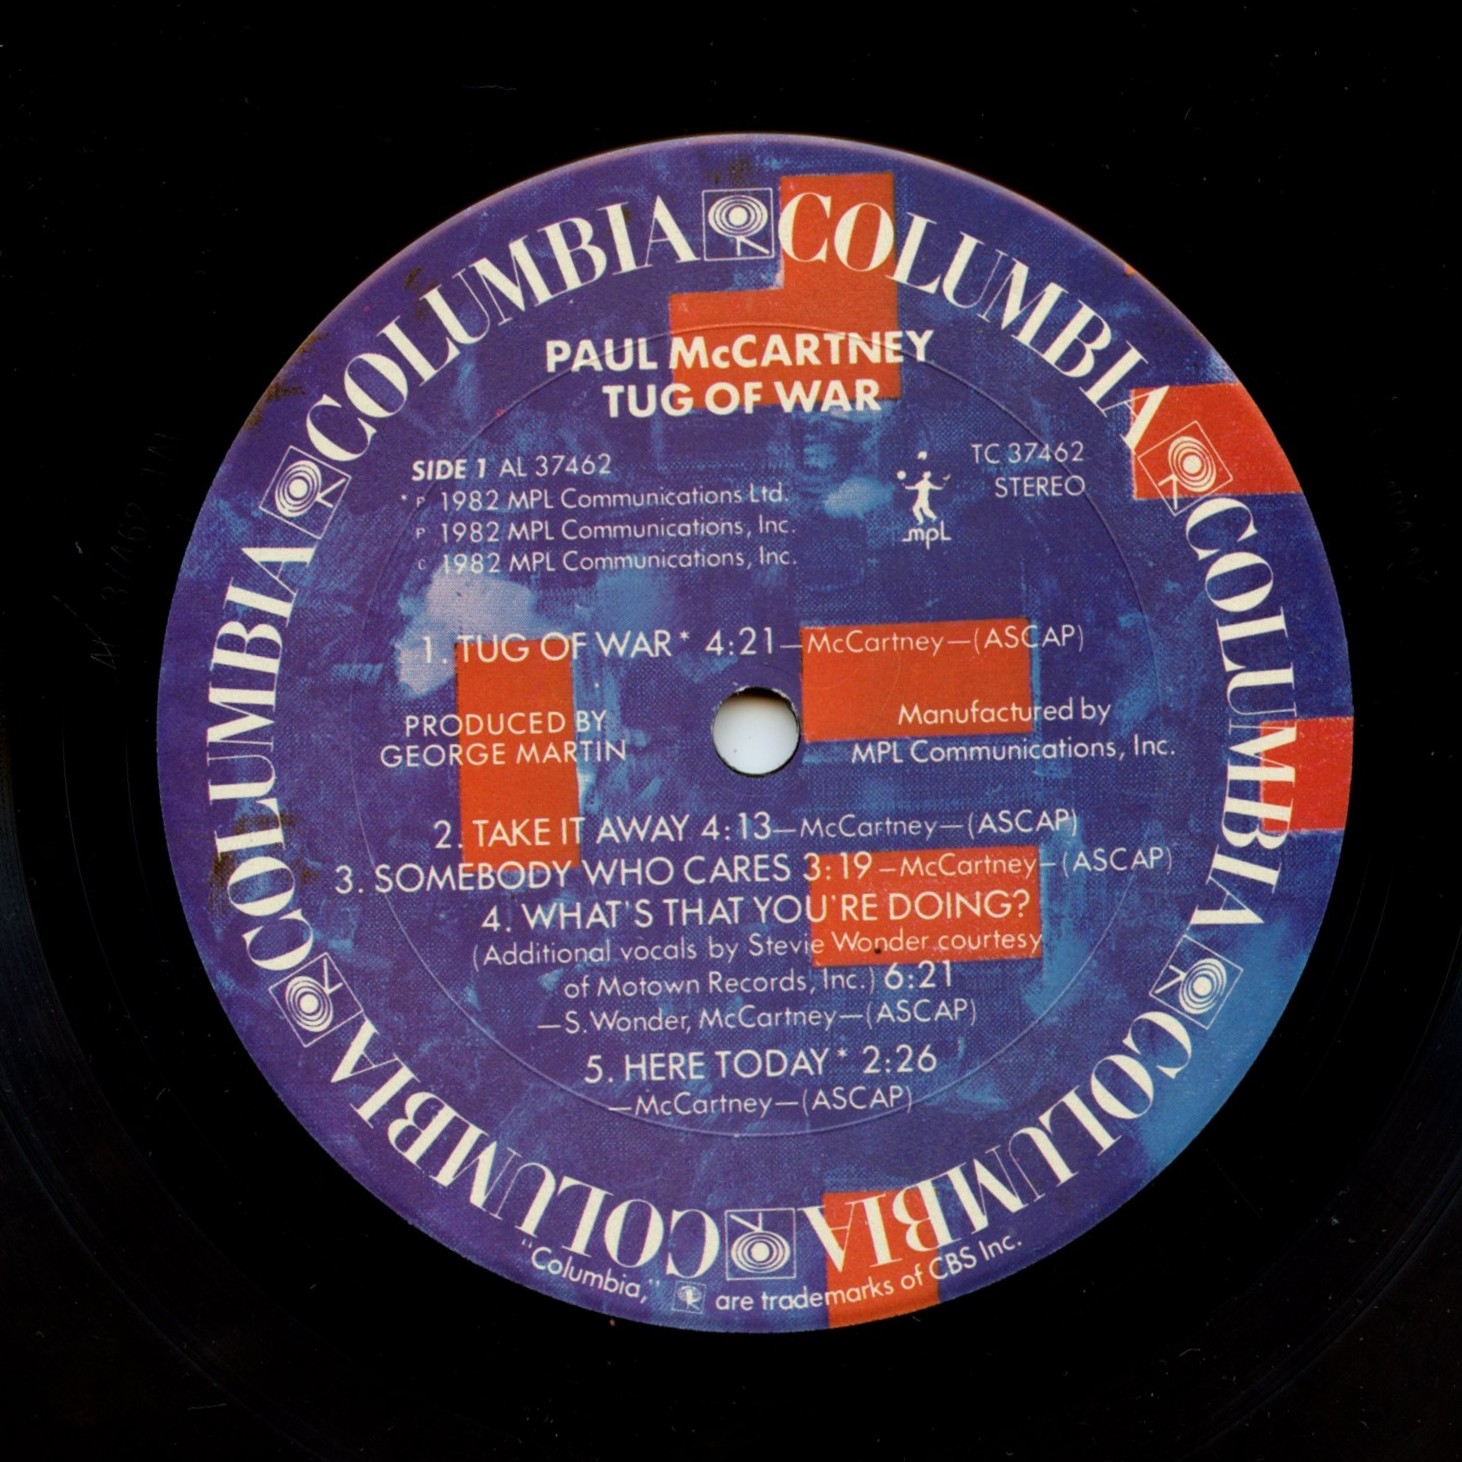 COLUMBIA COLUMBIA COLUMBIA COLUMBIA COLUMBIA COLUMBIA COLUMBIA COLUMBIA
PAUL McCARTNEY
TUG OF WAR
SIDE 1 AL 37462
* P 1982 MPL Communications Ltd.
P 1982 MPL Communications, Inc.
C 1982 MPL Communications, Inc.
mpL
TC 37462
STEREO
1. TUG OF WAR* 4:21—McCartney—(ASCAP)
PRODUCED BY
GEORGE MARTIN
Manufactured by
MPL Communications, Inc.
2. TAKE IT AWAY 4:13—McCartney—(ASCAP)
3. SOMEBODY WHO CARES 3:19—McCartney—(ASCAP)
4. WHAT'S THAT YOU'RE DOING?
(Additional vocals by Stevie Wonder courtesy
of Motown Records, Inc.) 6:21
—S. Wonder, McCartney—(ASCAP)
5. HERE TODAY* 2:26
—McCartney—(ASCAP)
"Columbia," are trademarks of CBS Inc.